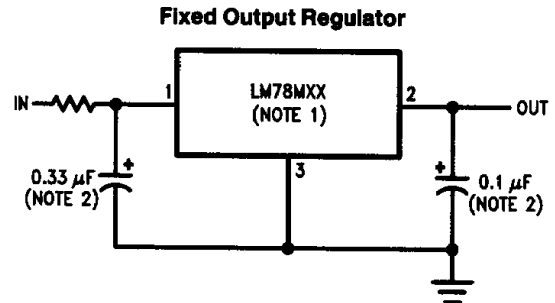 Fixed Output Regulator
LM78MXX
(NOTE 1)
1
2
3
IN
OUT
+
0.33 μF
(NOTE 2)
+
0.1 μF
(NOTE 2)